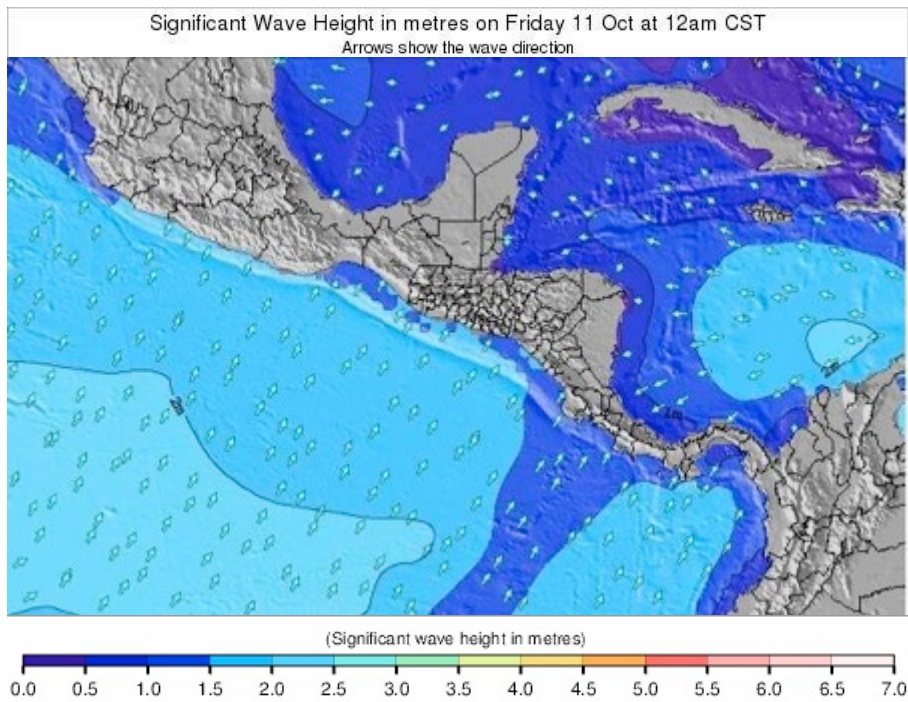 Significant Wave Height in metres on Friday 11 Oct at 12am CST
Arrows show the wave direction
(Significant wave height in metres)
0.0 0.5 1.0 1.5 2.0 2.5 3.0 3.5 4.0 4.5 5.0 5.5 6.0 6.5 7.0